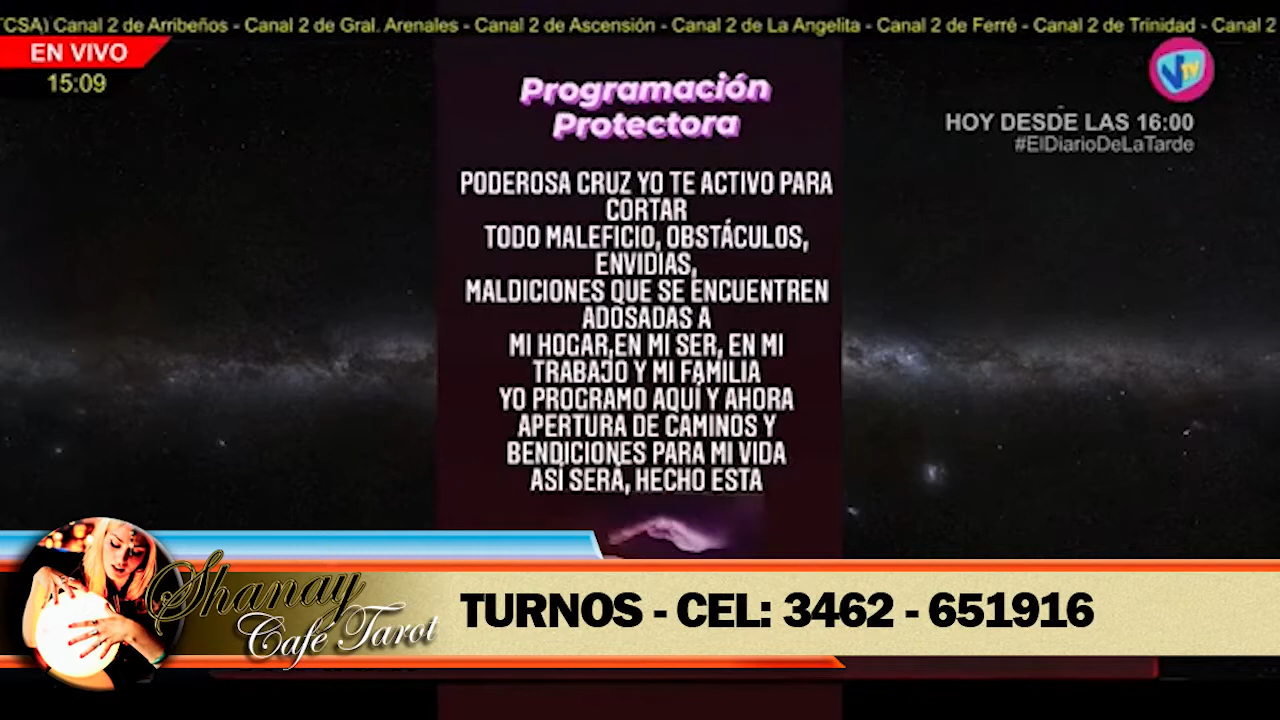 TCSA) Canal 2 de Arribeños - Canal 2 de Gral. Arenales - Canal 2 de Ascensión - Canal 2 de La Angelita - Canal 2 de Ferré - Canal 2 de Trinidad - Canal 2
EN VIVO
15:09
VTV
HOY DESDE LAS 16:00
#ElDiarioDeLaTarde
Programación
Protectora
PODEROSA CRUZ YO TE ACTIVO PARA
CORTAR
TODO MALEFICIO, OBSTÁCULOS,
ENVIDIAS,
MALDICIONES QUE SE ENCUENTREN
ADOSADAS A
MI HOGAR,EN MI SER, EN MI
TRABAJO Y MI FAMILIA
YO PROGRAMO AQUÍ Y AHORA
APERTURA DE CAMINOS Y
BENDICIONES PARA MI VIDA
ASÍ SERÁ, HECHO ESTA
Shanay
Café Tarot
TURNOS - CEL: 3462 - 651916